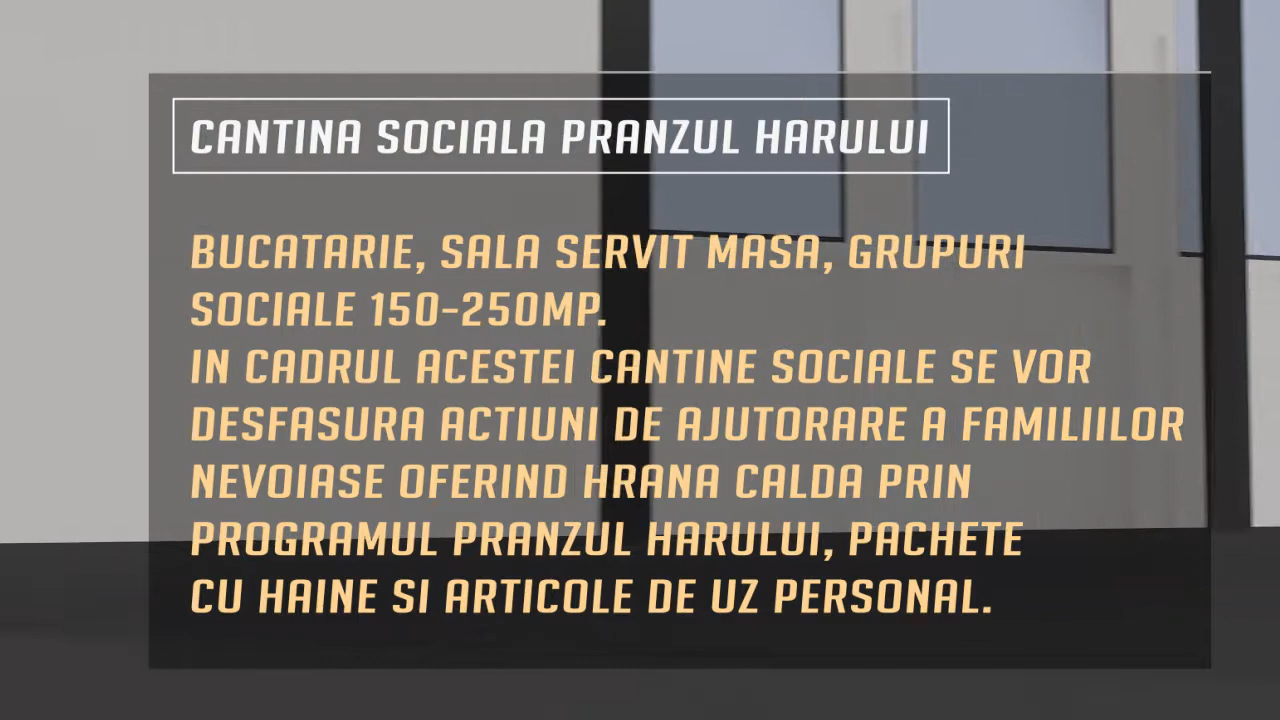 CANTINA SOCIALA PRANZUL HARULUI
BUCATARIE, SALA SERVIT MASA, GRUPURI
SOCIALE 150-250MP.
IN CADRUL ACESTEI CANTINE SOCIALE SE VOR
DESFASURA ACTIUNI DE AJUTORARE A FAMILIILOR
NEVOIASE OFERIND HRANA CALDA PRIN
PROGRAMUL PRANZUL HARULUI, PACHETE
CU HAINE SI ARTICOLE DE UZ PERSONAL.